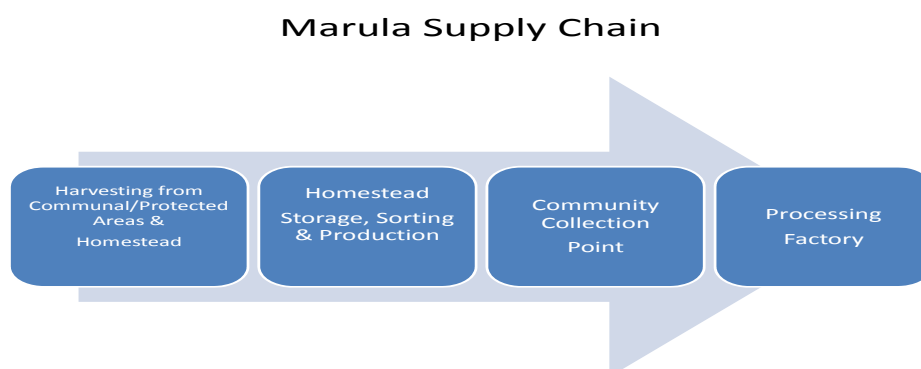 Marula Supply Chain
Harvesting from
Communal/Protected
Areas &
Homestead
Homestead
Storage, Sorting
& Production
Community
Collection
Point
Processing
Factory